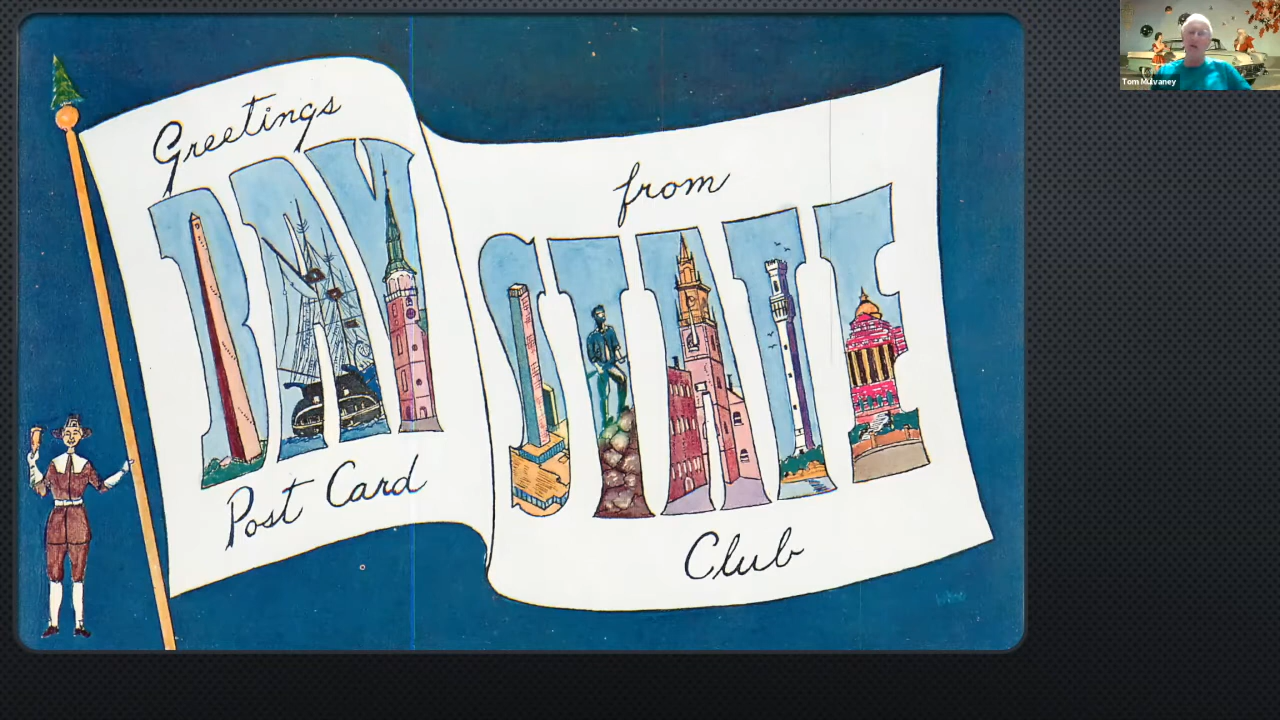 Greetings
from
BAY
STATE
Post Card
Club
Tom Mulvaney